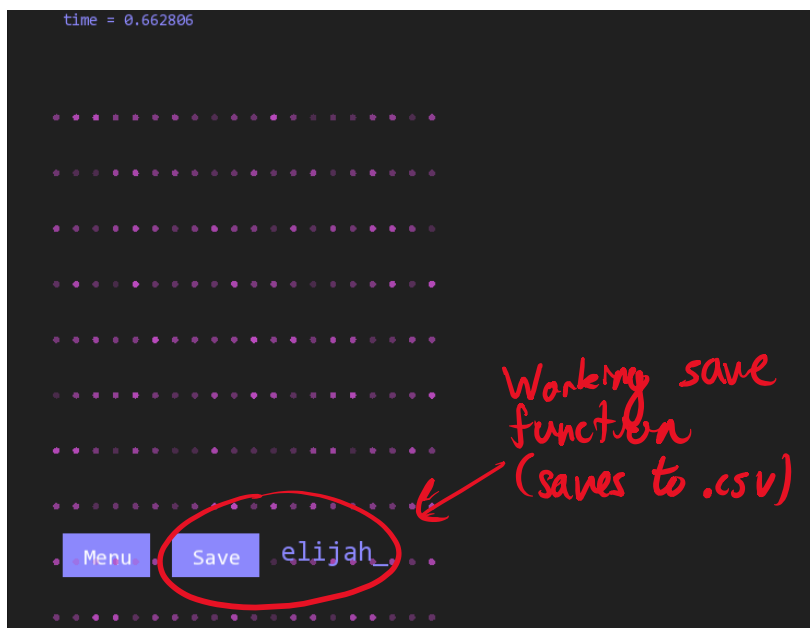 time = 0.662806
Working save
function
(saves to .csv)
Menu Save elijah_